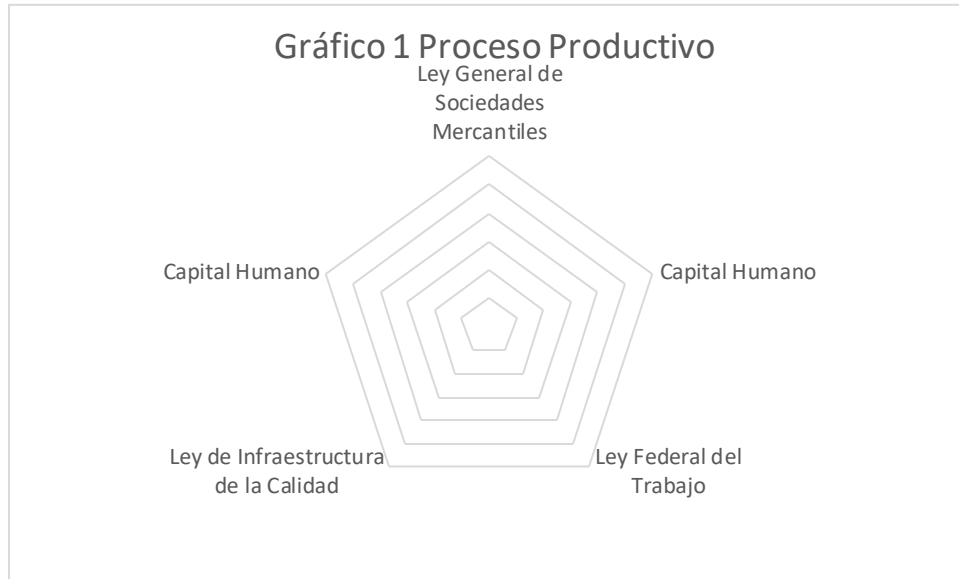 Gráfico 1 Proceso Productivo
Ley General de
Sociedades
Mercantiles
Capital Humano
Capital Humano
Ley de Infraestructura
de la Calidad
Ley Federal del
Trabajo